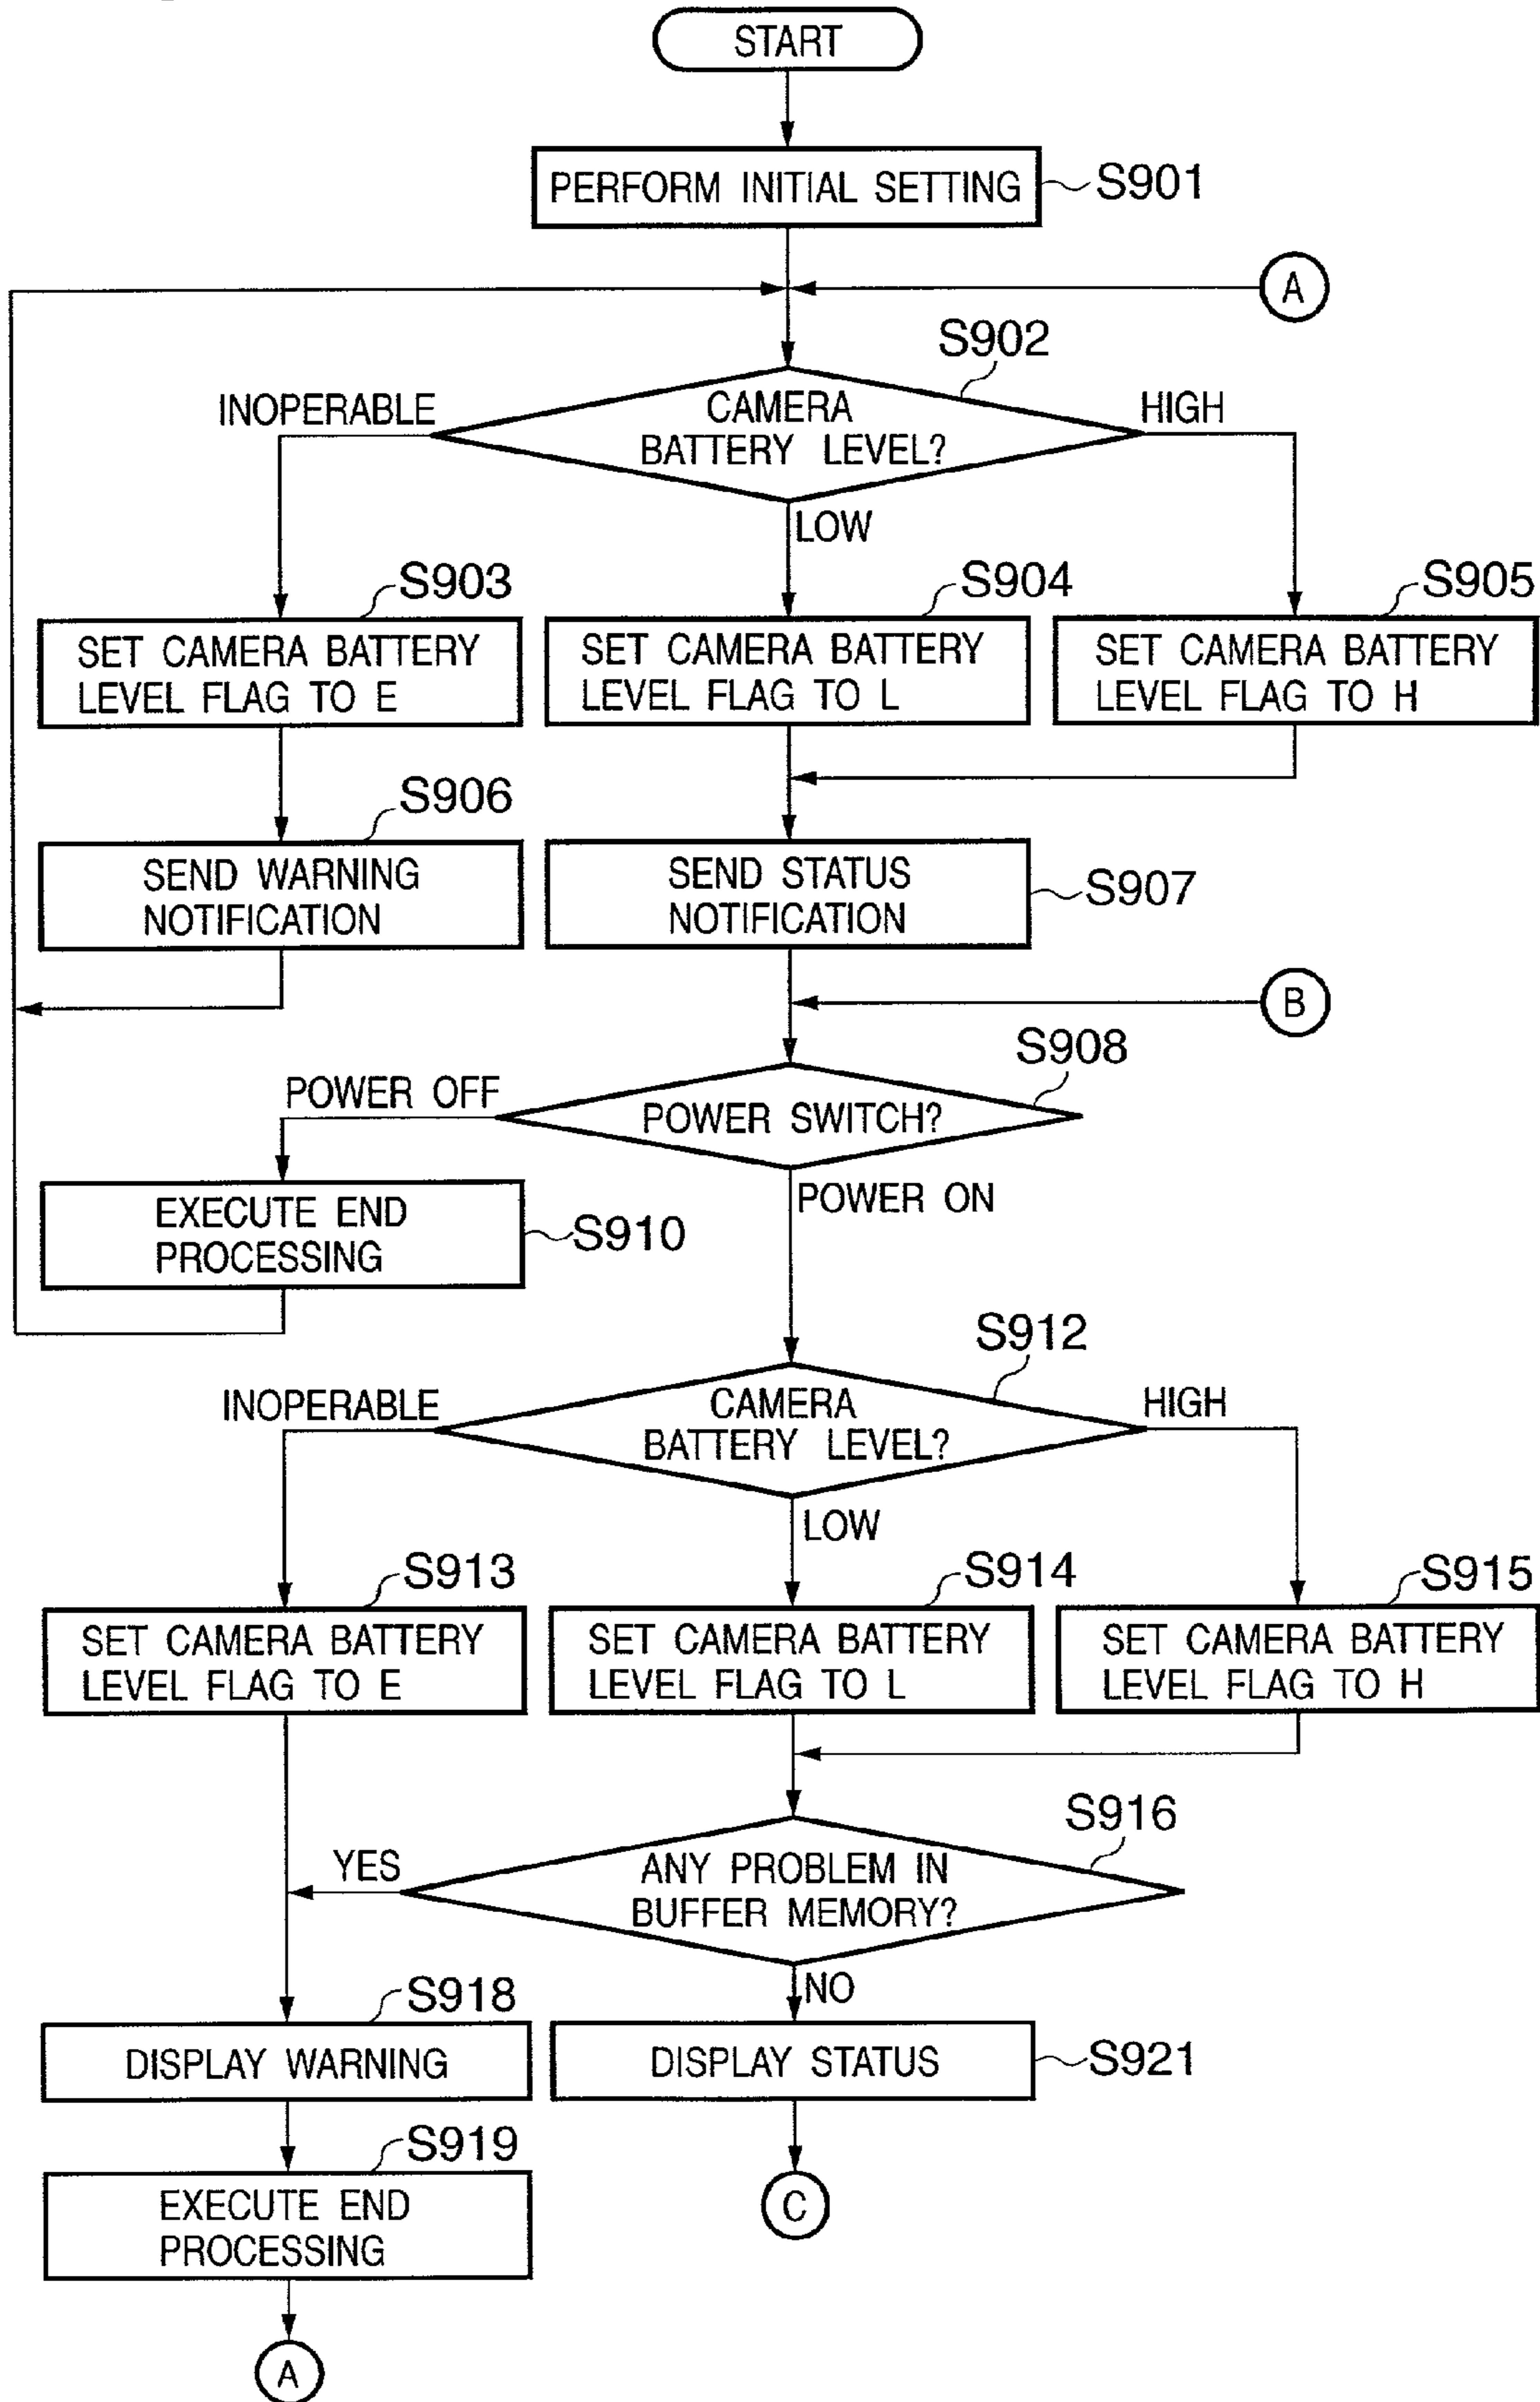 START
PERFORM INITIAL SETTING
S901
A
S902
INOPERABLE
CAMERA
BATTERY LEVEL?
HIGH
LOW
S903
S904
S905
SET CAMERA BATTERY
LEVEL FLAG TO E
SET CAMERA BATTERY
LEVEL FLAG TO L
SET CAMERA BATTERY
LEVEL FLAG TO H
S906
SEND WARNING
NOTIFICATION
SEND STATUS
NOTIFICATION
S907
B
S908
POWER OFF
POWER SWITCH?
POWER ON
EXECUTE END
PROCESSING
S910
S912
INOPERABLE
CAMERA
BATTERY LEVEL?
HIGH
LOW
S913
S914
S915
SET CAMERA BATTERY
LEVEL FLAG TO E
SET CAMERA BATTERY
LEVEL FLAG TO L
SET CAMERA BATTERY
LEVEL FLAG TO H
S916
YES
ANY PROBLEM IN
BUFFER MEMORY?
NO
S918
DISPLAY WARNING
DISPLAY STATUS
S921
S919
EXECUTE END
PROCESSING
C
A